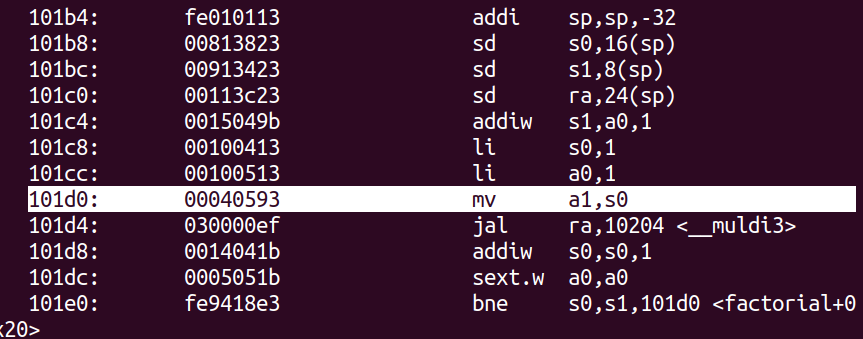 101b4: fe010113 addi sp,sp,-32
101b8: 00813823 sd s0,16(sp)
101bc: 00913423 sd s1,8(sp)
101c0: 00113c23 sd ra,24(sp)
101c4: 0015049b addiw s1,a0,1
101c8: 00100413 li s0,1
101cc: 00100513 li a0,1
101d0: 00040593 mv a1,s0
101d4: 030000ef jal ra,10204 <__muldi3>
101d8: 0014041b addiw s0,s0,1
101dc: 0005051b sext.w a0,a0
101e0: fe9418e3 bne s0,s1,101d0 <factorial+0
x20>